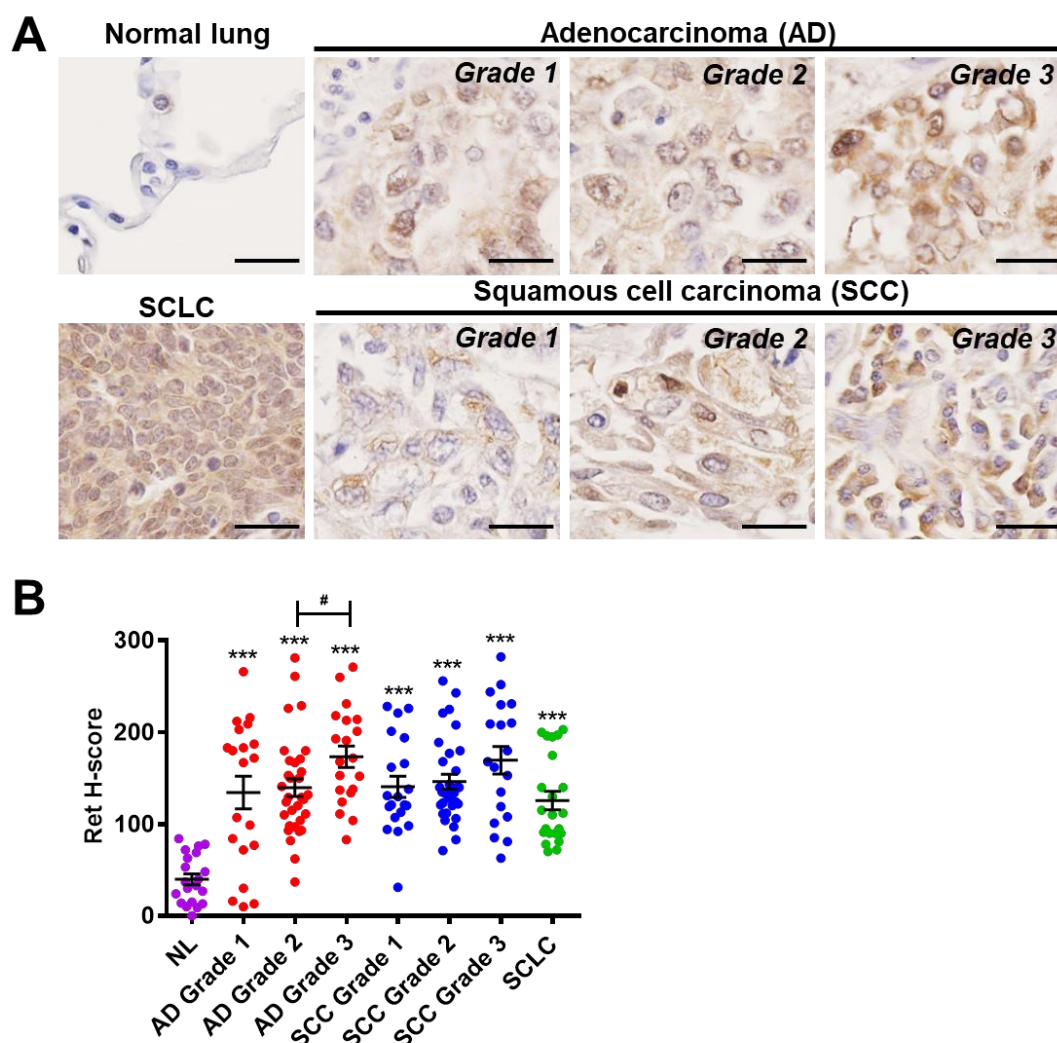 A
Normal lung
Adenocarcinoma (AD)
Grade 1
Grade 2
Grade 3
SCLC
Squamous cell carcinoma (SCC)
Grade 1
Grade 2
Grade 3
B
#
***
***
***
***
***
***
***
Ret H-score
300
200
100
0
NL
AD Grade 1
AD Grade 2
AD Grade 3
SCC Grade 1
SCC Grade 2
SCC Grade 3
SCLC